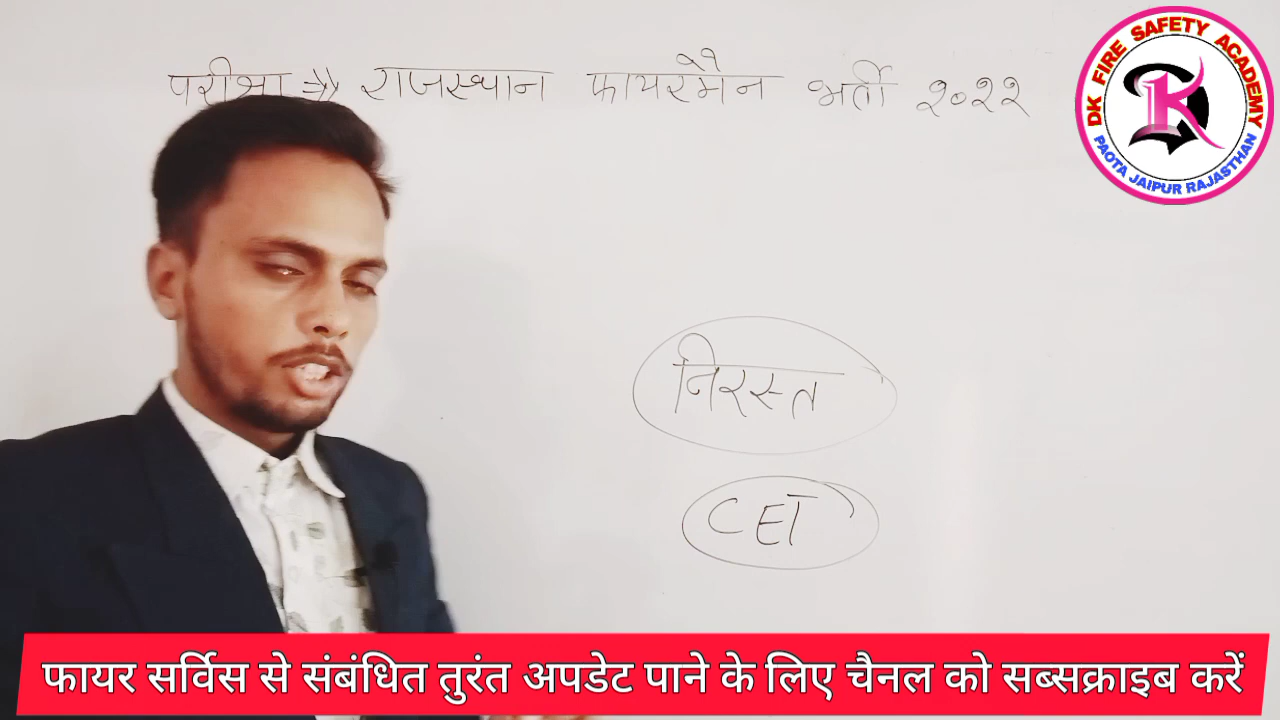 परीक्षा => राजस्थान फायरमैन भर्ती २०२२
DK FIRE SAFETY ACADEMY
PAOTA JAIPUR RAJASTHAN
निरस्त
CET
फायर सर्विस से संबंधित तुरंत अपडेट पाने के लिए चैनल को सब्सक्राइब करें